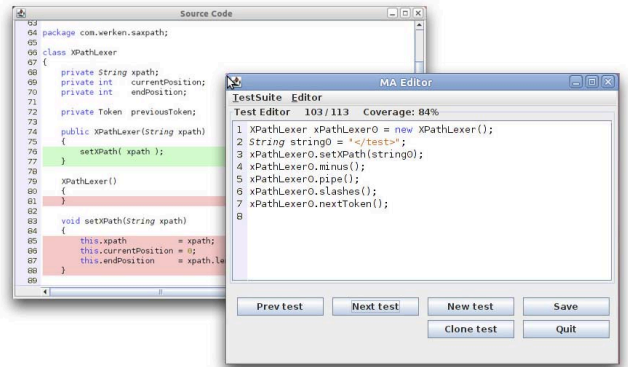 Source Code
63
64 package com.werken.saxpath;
65
66 class XPathLexer
67 {
68 private String xpath;
69 private int currentPosition;
70 private int endPosition;
71
72 private Token previousToken;
73
74 public XPathLexer(String xpath)
75 {
76 setXPath( xpath );
77 }
78
79 XPathLexer()
80 {
81 }
82
83 void setXPath(String xpath)
84 {
85 this.xpath = xpath;
86 this.currentPosition = 0;
87 this.endPosition = xpath.le
88 }
89
MA Editor
TestSuite Editor
Test Editor 103/113 Coverage: 84%
1 XPathLexer xPathLexer0 = new XPathLexer();
2 String string0 = "</test>";
3 xPathLexer0.setXPath(string0);
4 xPathLexer0.minus();
5 xPathLexer0.pipe();
6 xPathLexer0.slashes();
7 xPathLexer0.nextToken();
8
Prev test Next test New test Save
Clone test Quit